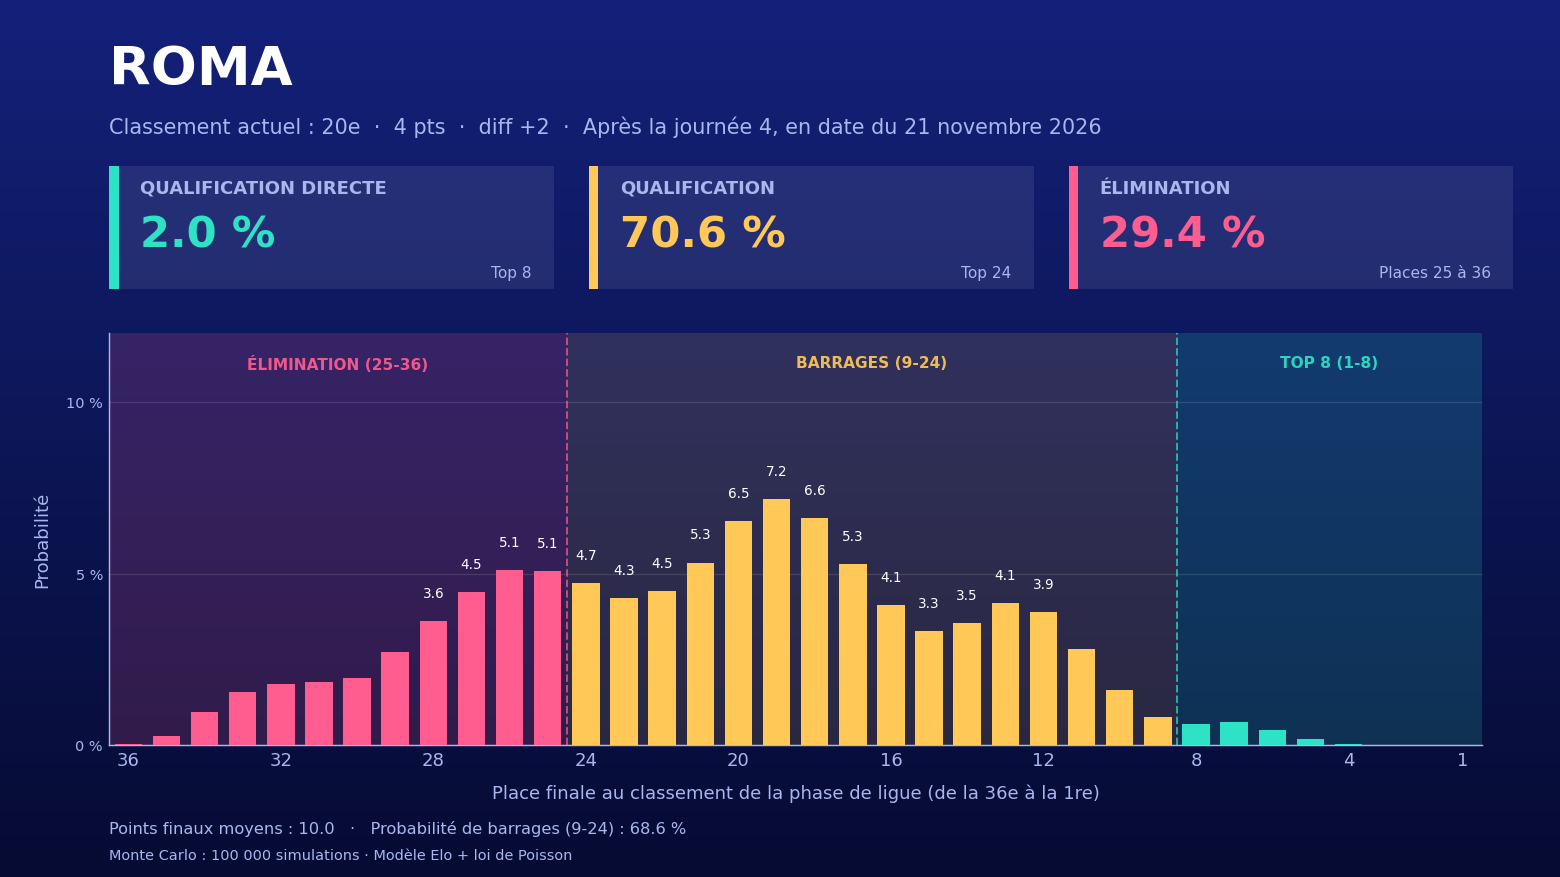 ROMA
Classement actuel : 20e · 4 pts · diff +2 · Après la journée 4, en date du 21 novembre 2026
QUALIFICATION DIRECTE
2.0 %
Top 8
QUALIFICATION
70.6 %
Top 24
ÉLIMINATION
29.4 %
Places 25 à 36
ÉLIMINATION (25-36)
BARRAGES (9-24)
TOP 8 (1-8)
Probabilité
10 %
5 %
0 %
3.6
4.5
5.1
5.1
4.7
4.3
4.5
5.3
6.5
7.2
6.6
5.3
4.1
3.3
3.5
4.1
3.9
36 32 28 24 20 16 12 8 4 1
Place finale au classement de la phase de ligue (de la 36e à la 1re)
Points finaux moyens : 10.0 · Probabilité de barrages (9-24) : 68.6 %
Monte Carlo : 100 000 simulations · Modèle Elo + loi de Poisson